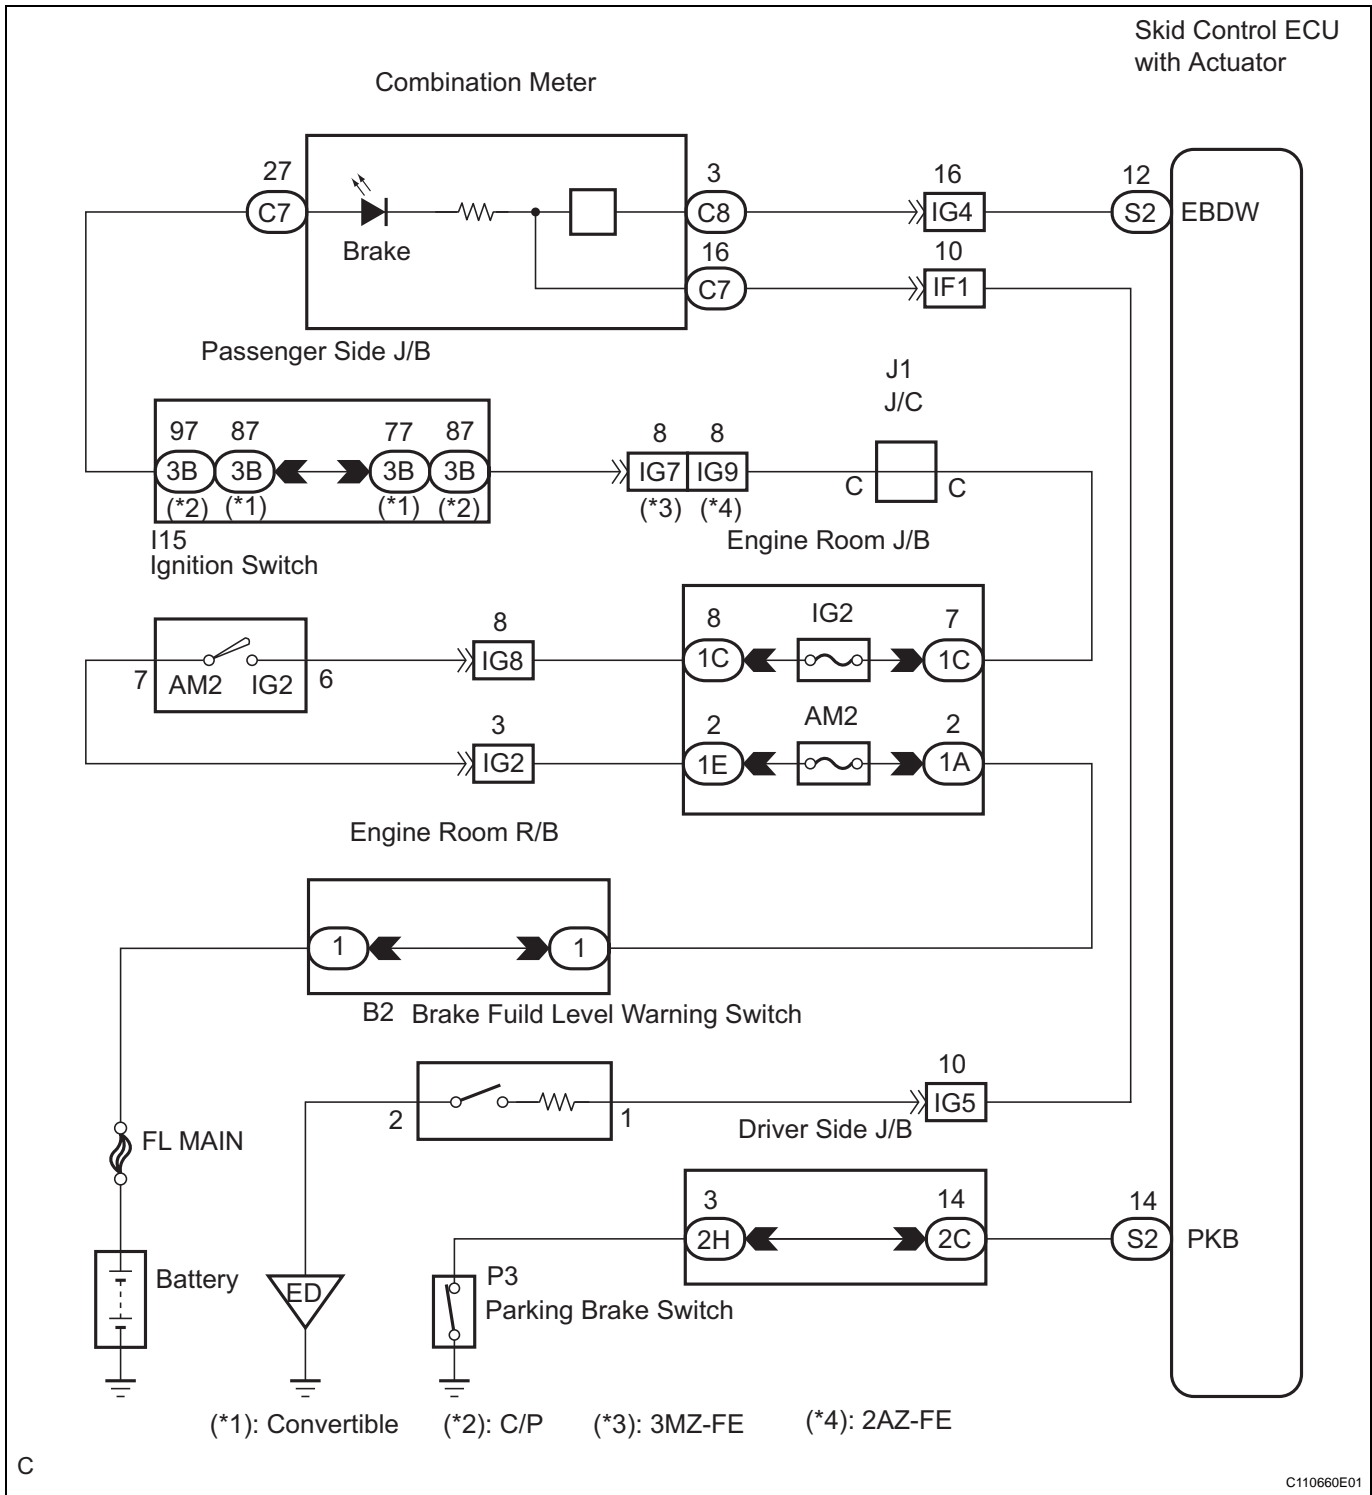 Skid Control ECU
with Actuator
Combination Meter
27
3
16
12
C7
C8
IG4
S2
EBDW
Brake
16
10
C7
IF1
Passenger Side J/B
J1
J/C
97
87
77
87
8
8
3B
3B
3B
3B
IG7
IG9
C
C
(*2)
(*1)
(*1)
(*2)
(*3)
(*4)
I15
Ignition Switch
Engine Room J/B
8
8
IG2
7
IG8
1C
1C
7
AM2
IG2
6
3
2
AM2
2
IG2
1E
1A
Engine Room R/B
1
1
B2
Brake Fuild Level Warning Switch
10
2
1
IG5
Driver Side J/B
FL MAIN
3
14
14
2H
2C
S2
PKB
Battery
ED
P3
Parking Brake Switch
(*1): Convertible
(*2): C/P
(*3): 3MZ-FE
(*4): 2AZ-FE
C
C110660E01